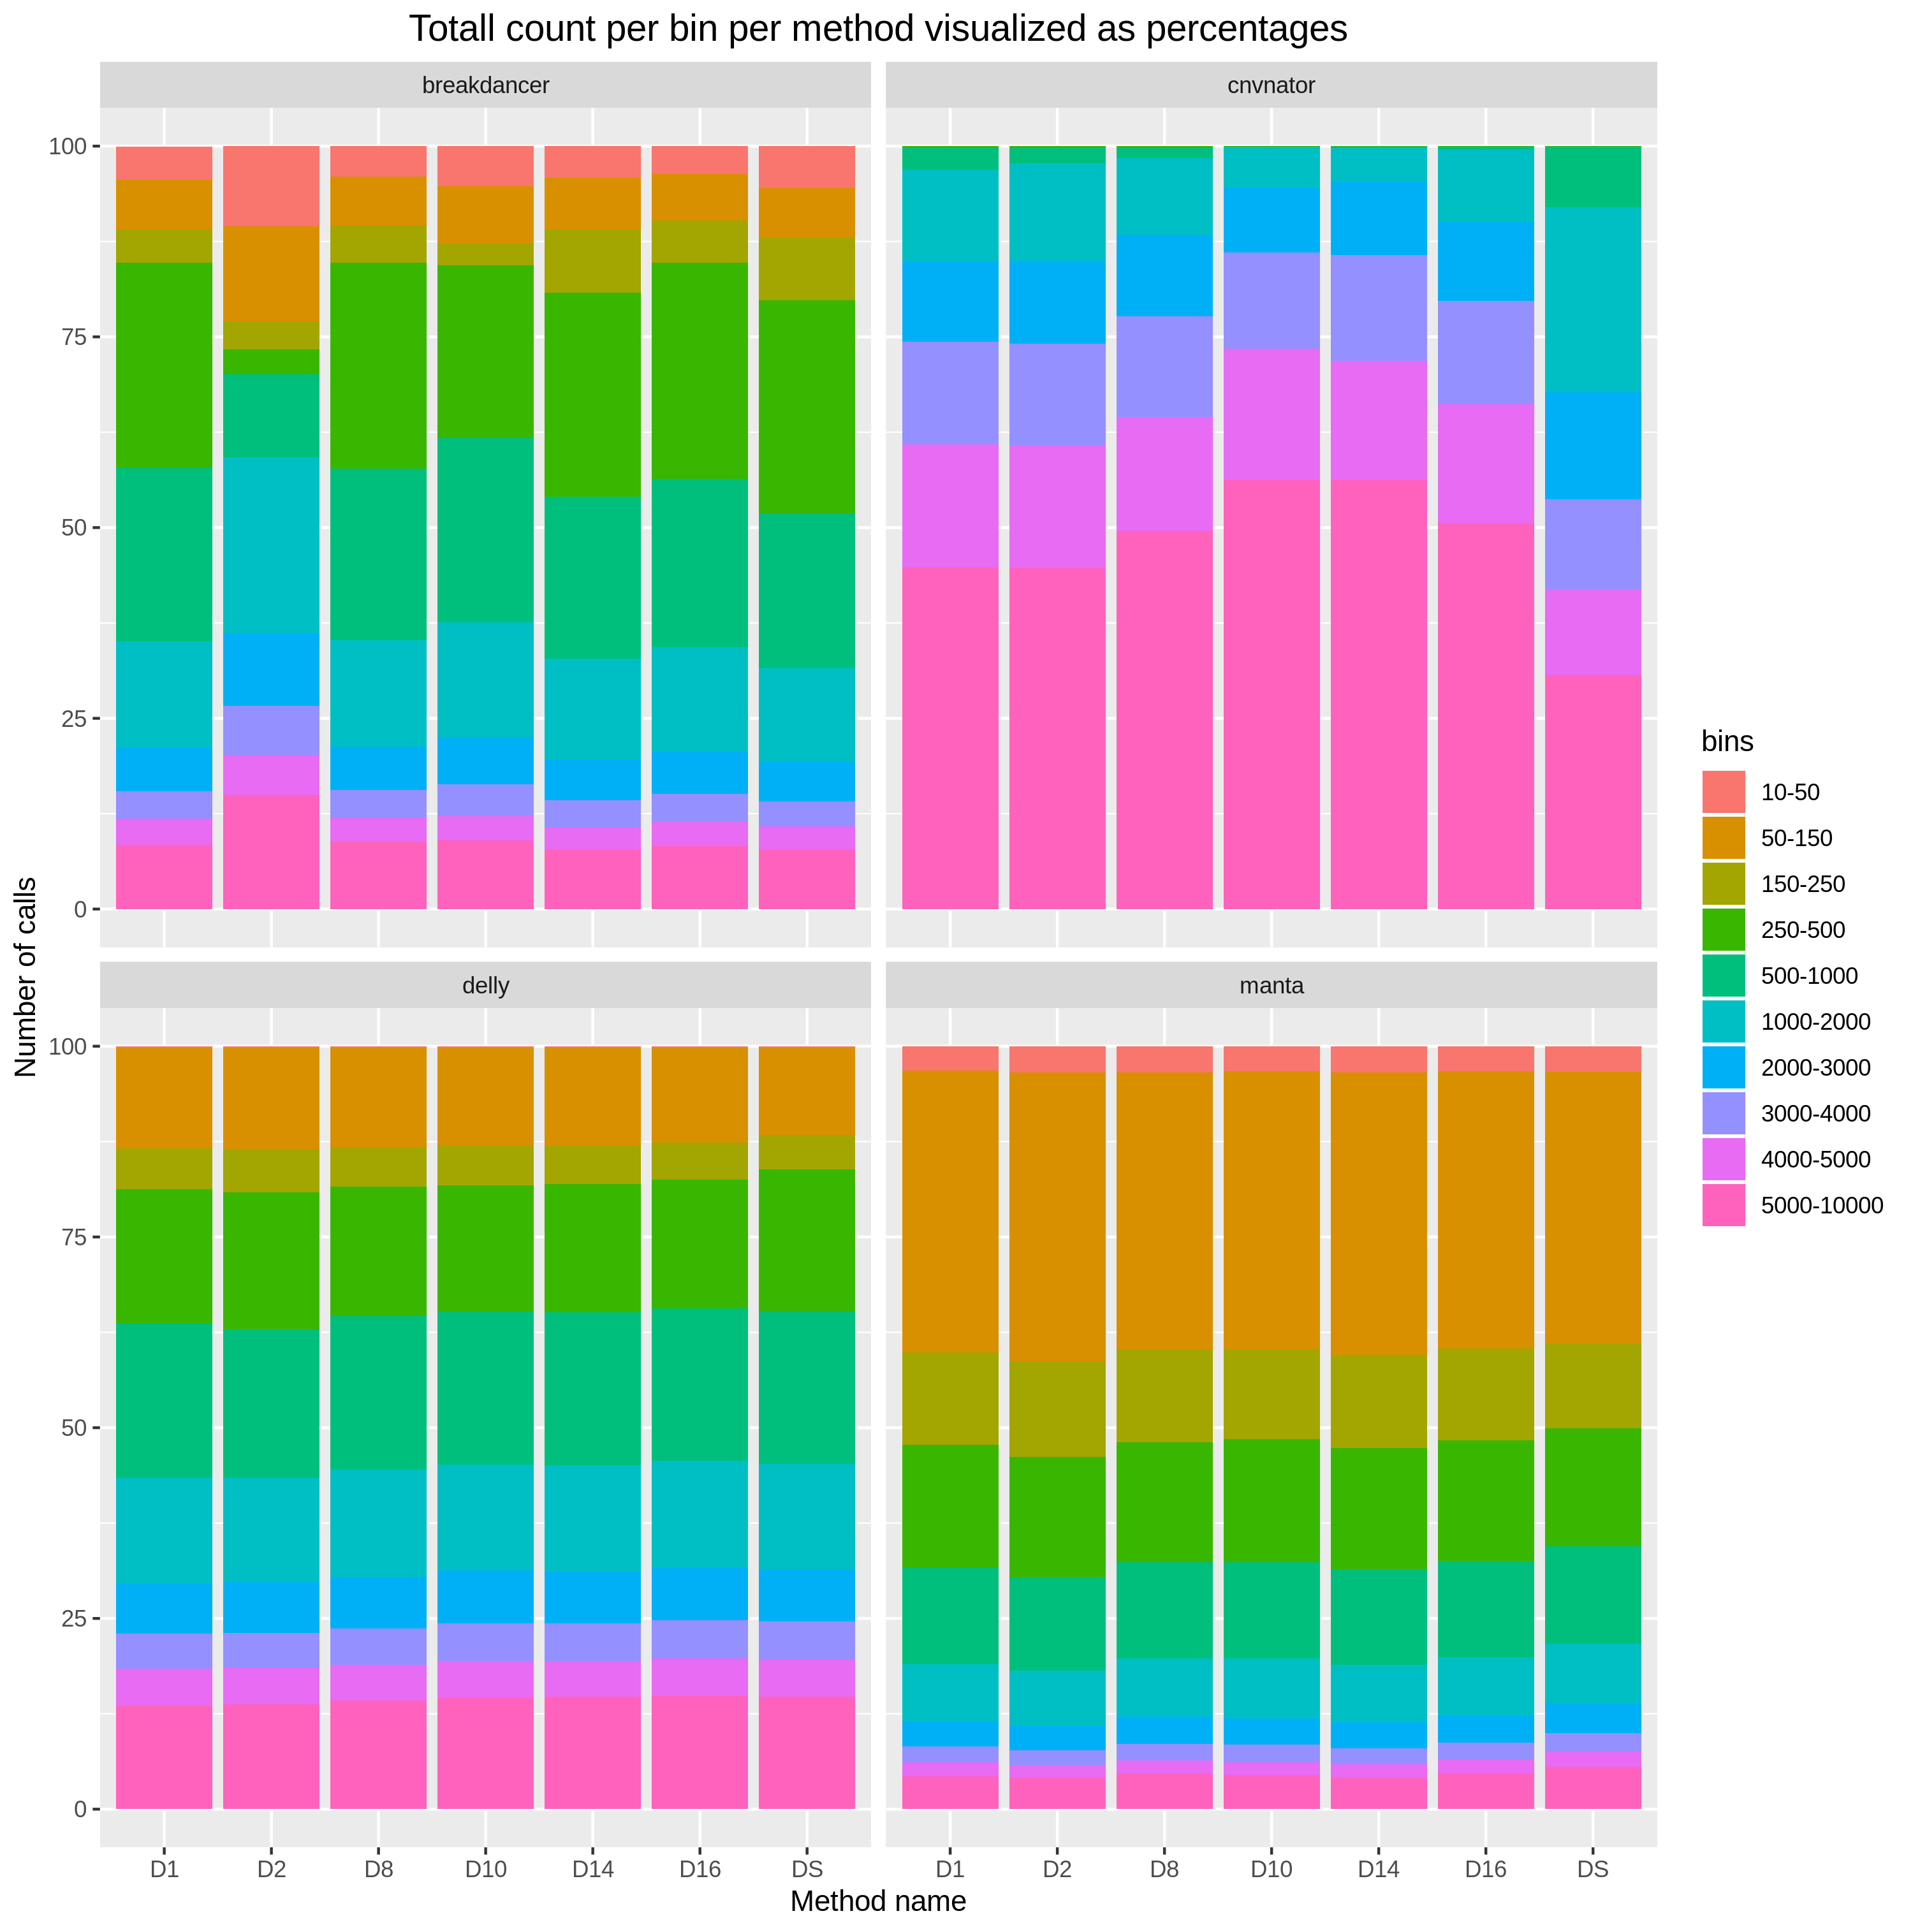 Totall count per bin per method visualized as percentages
breakdancer
cnvnator
100
75
50
25
0
delly
manta
100
75
50
25
0
D1 D2 D8 D10 D14 D16 DS
D1 D2 D8 D10 D14 D16 DS
Method name
Number of calls
bins
10-50
50-150
150-250
250-500
500-1000
1000-2000
2000-3000
3000-4000
4000-5000
5000-10000